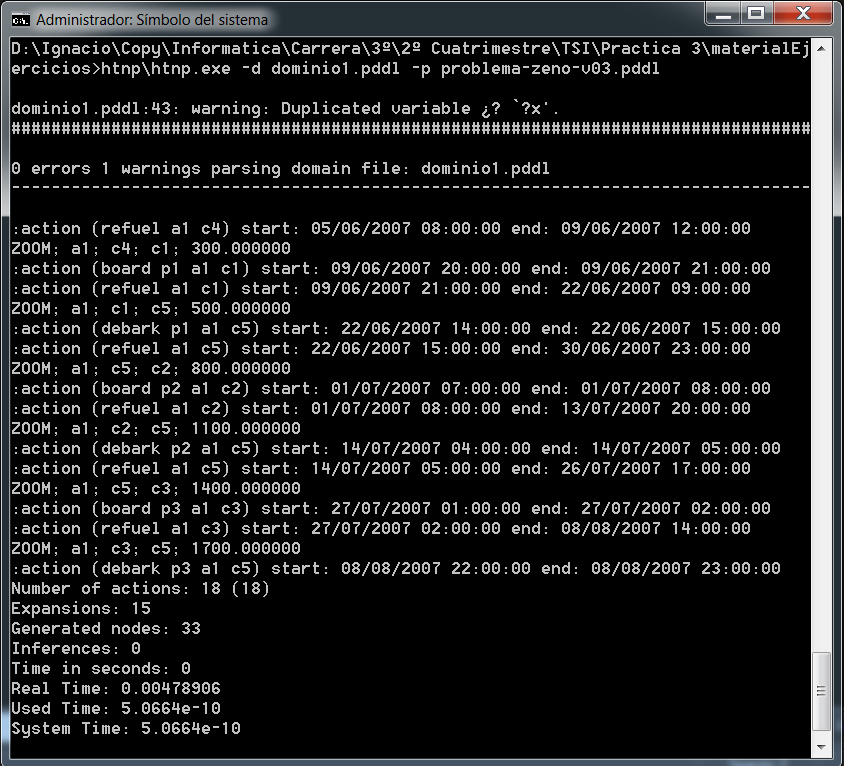 Administrador: Símbolo del sistema
D:\Ignacio\Copy\Informatica\Carrera\3º\2º Cuatrimestre\TSI\Practica 3\materialEj
ercicios>htnp\htnp.exe -d dominio1.pddl -p problema-zeno-v03.pddl
dominio1.pddl:43: warning: Duplicated variable ¿? `?x'.
################################################################################
0 errors 1 warnings parsing domain file: dominio1.pddl
--------------------------------------------------------------------------------
:action (refuel a1 c4) start: 05/06/2007 08:00:00 end: 09/06/2007 12:00:00
ZOOM; a1; c4; c1; 300.000000
:action (board p1 a1 c1) start: 09/06/2007 20:00:00 end: 09/06/2007 21:00:00
:action (refuel a1 c1) start: 09/06/2007 21:00:00 end: 22/06/2007 09:00:00
ZOOM; a1; c1; c5; 500.000000
:action (debark p1 a1 c5) start: 22/06/2007 14:00:00 end: 22/06/2007 15:00:00
:action (refuel a1 c5) start: 22/06/2007 15:00:00 end: 30/06/2007 23:00:00
ZOOM; a1; c5; c2; 800.000000
:action (board p2 a1 c2) start: 01/07/2007 07:00:00 end: 01/07/2007 08:00:00
:action (refuel a1 c2) start: 01/07/2007 08:00:00 end: 13/07/2007 20:00:00
ZOOM; a1; c2; c5; 1100.000000
:action (debark p2 a1 c5) start: 14/07/2007 04:00:00 end: 14/07/2007 05:00:00
:action (refuel a1 c5) start: 14/07/2007 05:00:00 end: 26/07/2007 17:00:00
ZOOM; a1; c5; c3; 1400.000000
:action (board p3 a1 c3) start: 27/07/2007 01:00:00 end: 27/07/2007 02:00:00
:action (refuel a1 c3) start: 27/07/2007 02:00:00 end: 08/08/2007 14:00:00
ZOOM; a1; c3; c5; 1700.000000
:action (debark p3 a1 c5) start: 08/08/2007 22:00:00 end: 08/08/2007 23:00:00
Number of actions: 18 (18)
Expansions: 15
Generated nodes: 33
Inferences: 0
Time in seconds: 0
Real Time: 0.00478906
Used Time: 5.0664e-10
System Time: 5.0664e-10